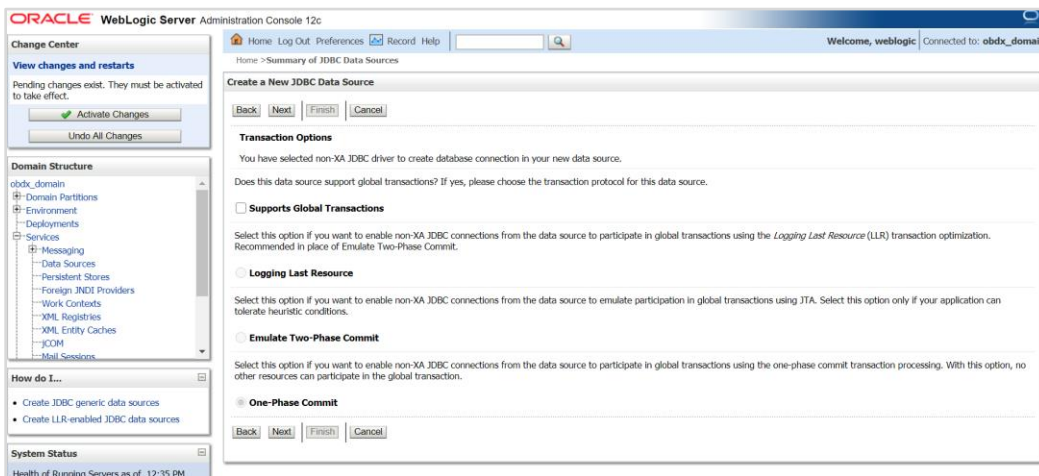 ORACLE WebLogic Server Administration Console 12c
Change Center
View changes and restarts
Pending changes exist. They must be activated
to take effect.
Activate Changes
Undo All Changes
Domain Structure
obdx_domain
Domain Partitions
Environment
Deployments
Services
Messaging
Data Sources
Persistent Stores
Foreign JNDI Providers
Work Contexts
XML Registries
XML Entity Caches
jCOM
Mail Sessions
How do I...
Create JDBC generic data sources
Create LLR-enabled JDBC data sources
System Status
Health of Running Servers as of 12:35 PM
Home Log Out Preferences Record Help
Welcome, weblogic Connected to: obdx_domai
Home >Summary of JDBC Data Sources
Create a New JDBC Data Source
Back Next Finish Cancel
Transaction Options
You have selected non-XA JDBC driver to create database connection in your new data source.
Does this data source support global transactions? If yes, please choose the transaction protocol for this data source.
Supports Global Transactions
Select this option if you want to enable non-XA JDBC connections from the data source to participate in global transactions using the Logging Last Resource (LLR) transaction optimization.
Recommended in place of Emulate Two-Phase Commit.
Logging Last Resource
Select this option if you want to enable non-XA JDBC connections from the data source to emulate participation in global transactions using JTA. Select this option only if your application can
tolerate heuristic conditions.
Emulate Two-Phase Commit
Select this option if you want to enable non-XA JDBC connections from the data source to participate in global transactions using the one-phase commit transaction processing. With this option, no
other resources can participate in the global transaction.
One-Phase Commit
Back Next Finish Cancel